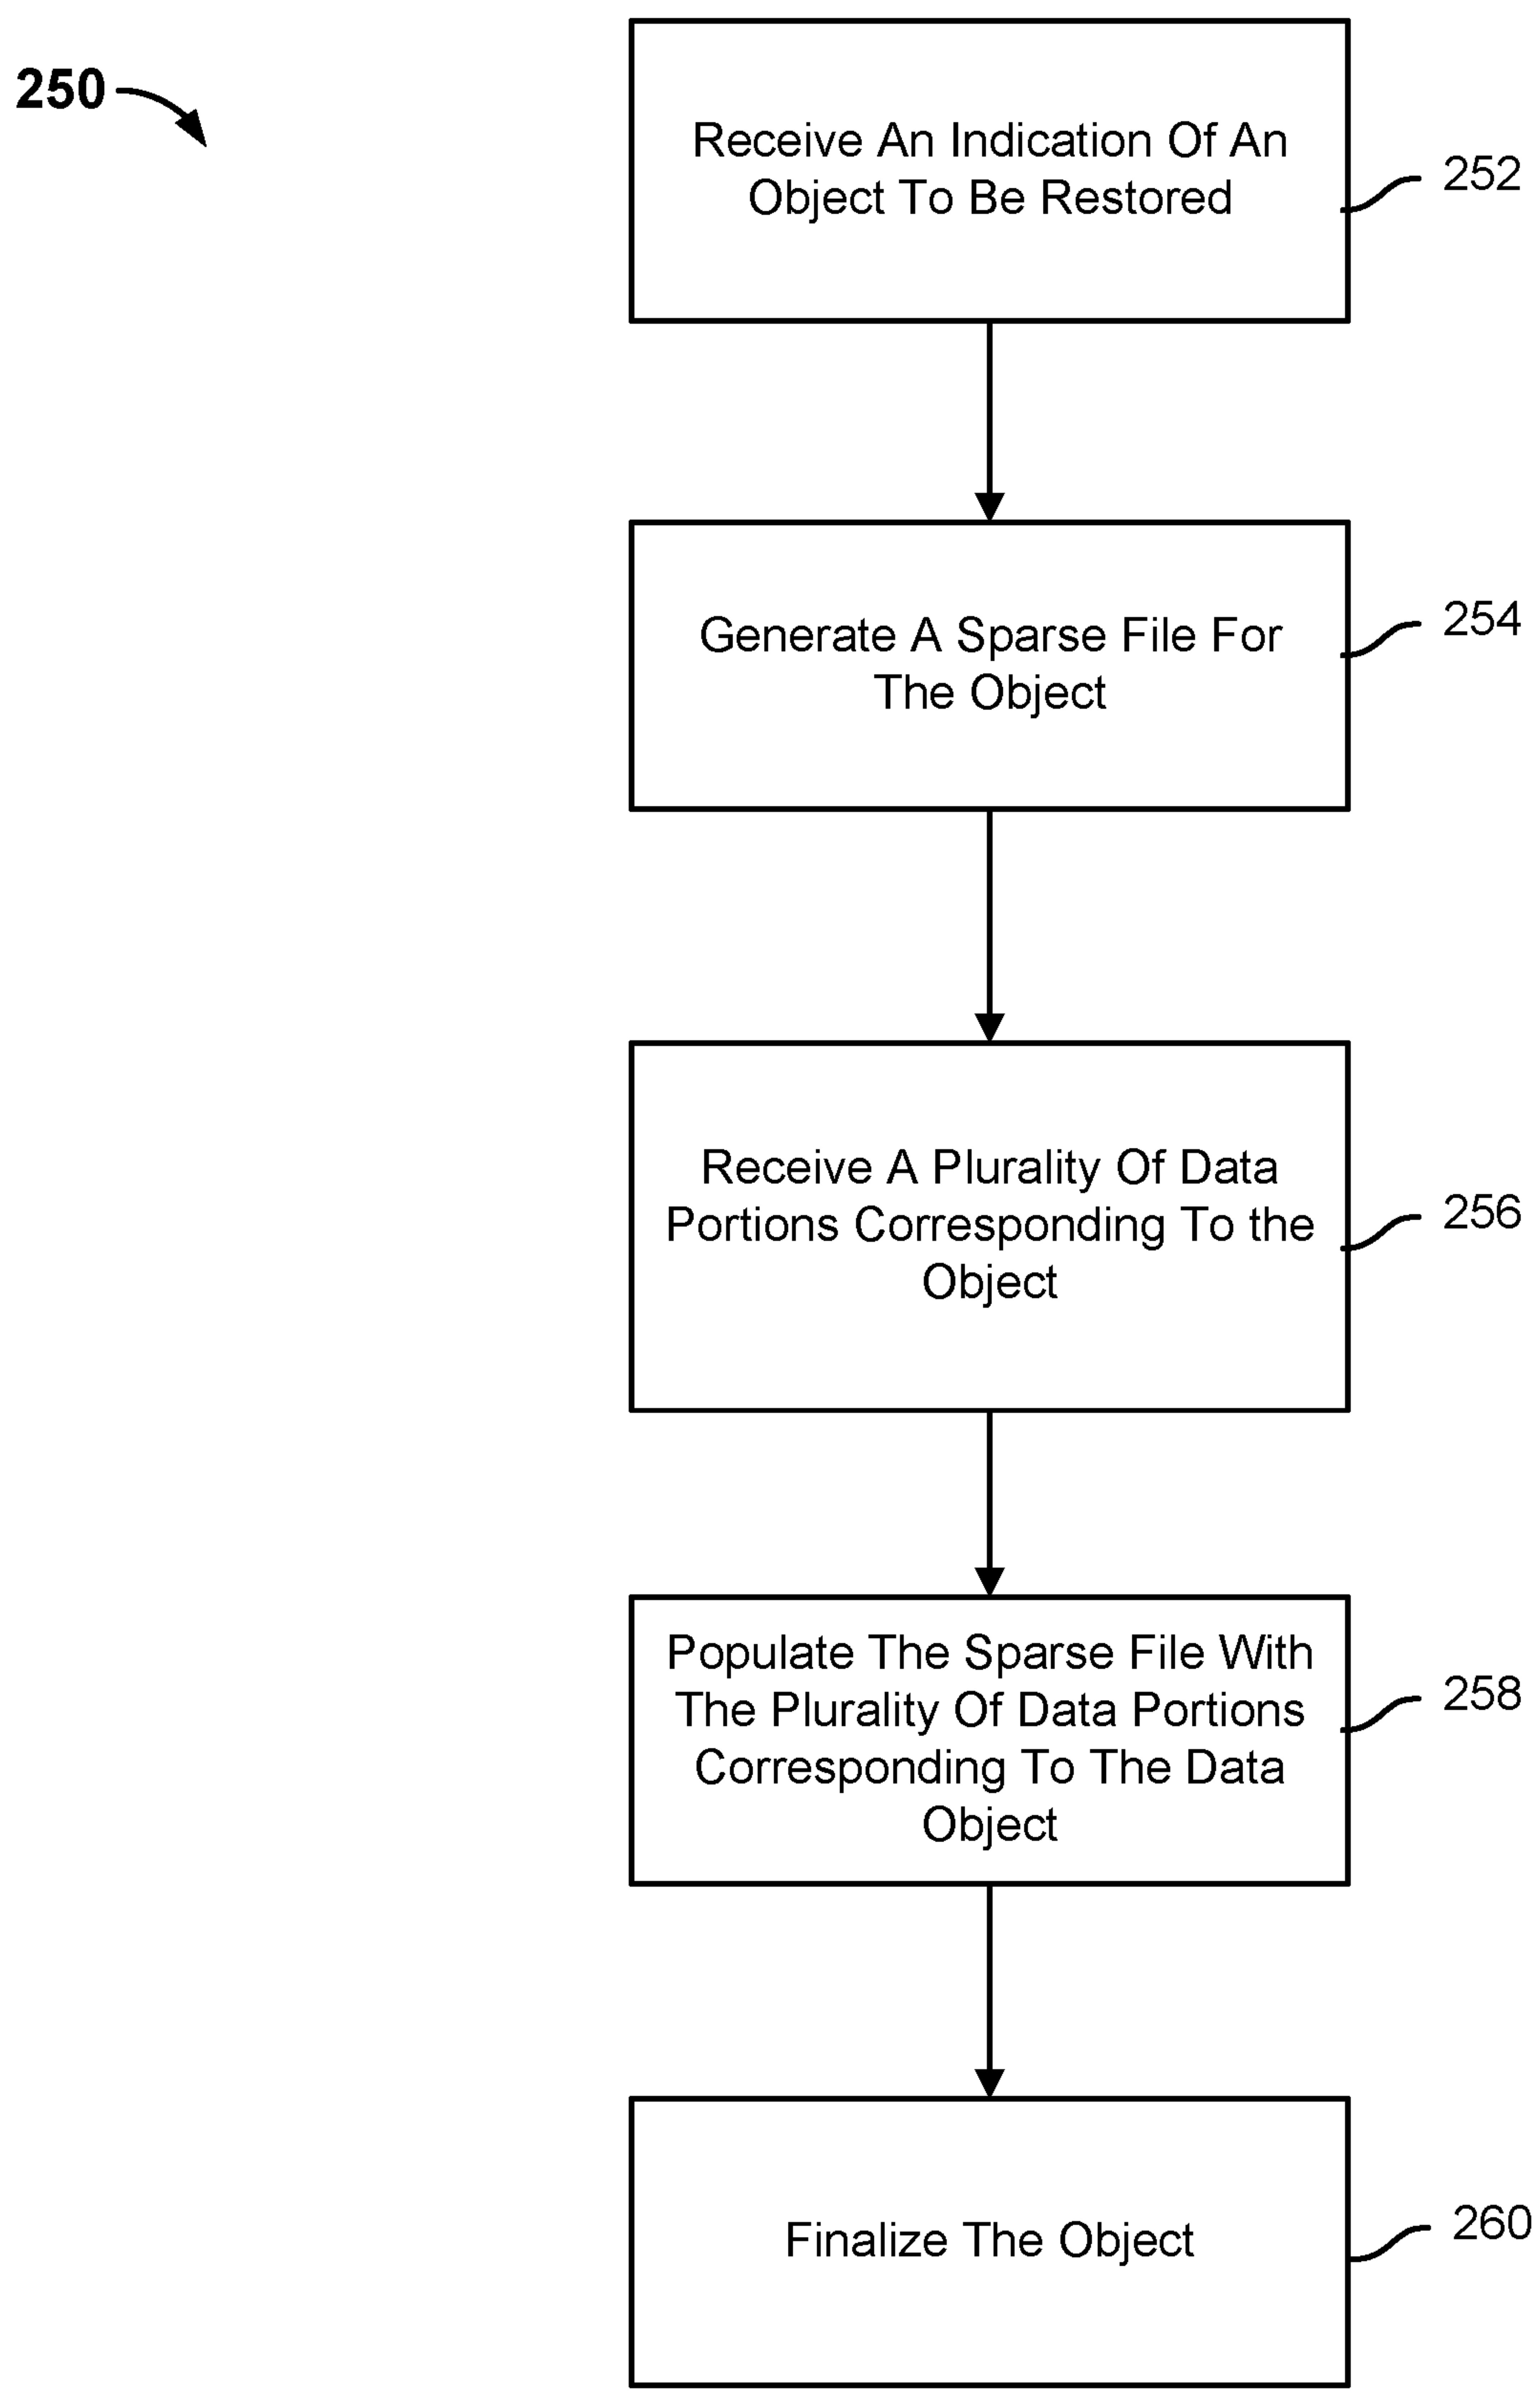 250
Receive An Indication Of An
Object To Be Restored
252
Generate A Sparse File For
The Object
254
Receive A Plurality Of Data
Portions Corresponding To the
Object
256
Populate The Sparse File With
The Plurality Of Data Portions
Corresponding To The Data
Object
258
Finalize The Object
260